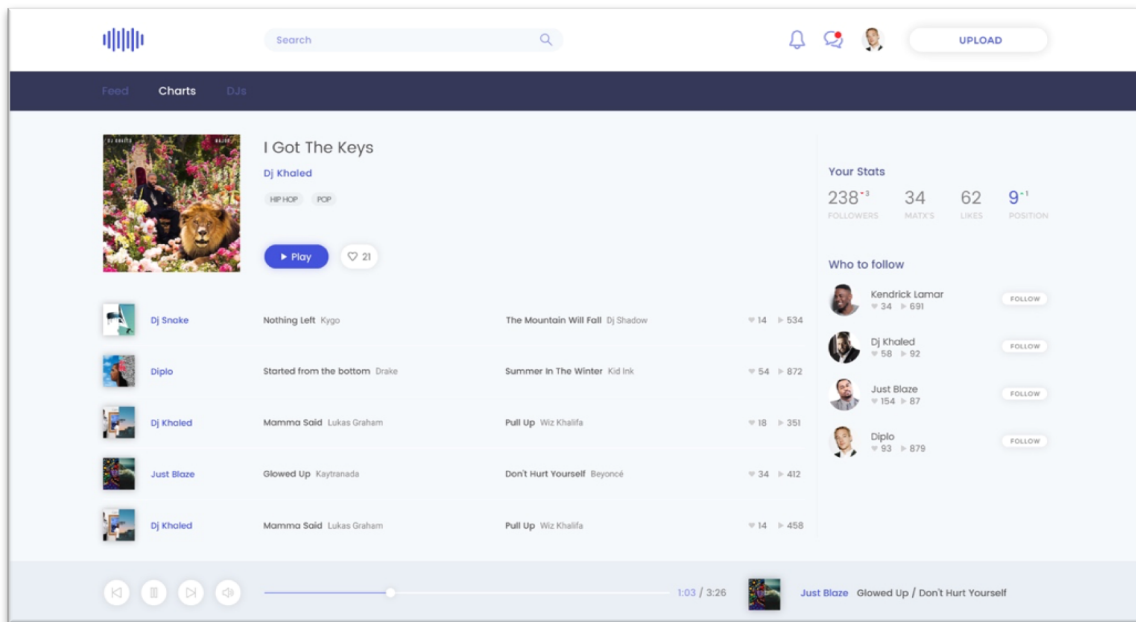 Search
UPLOAD
Feed Charts DJs
DJ KHALED MAJOR
I Got The Keys
Dj Khaled
HIP HOP POP
Play 21
Your Stats
238 3 34 62 9 1
FOLLOWERS MATX'S LIKES POSITION
Who to follow
Kendrick Lamar
34 691
FOLLOW
Dj Khaled
58 92
FOLLOW
Just Blaze
154 87
FOLLOW
Diplo
93 879
FOLLOW
Dj Snake Nothing Left Kygo The Mountain Will Fall Dj Shadow 14 534
Diplo Started from the bottom Drake Summer In The Winter Kid Ink 54 872
Dj Khaled Mamma Said Lukas Graham Pull Up Wiz Khalifa 18 351
Just Blaze Glowed Up Kaytranada Don't Hurt Yourself Beyoncé 34 412
Dj Khaled Mamma Said Lukas Graham Pull Up Wiz Khalifa 14 458
1:03 / 3:26 Just Blaze Glowed Up / Don't Hurt Yourself